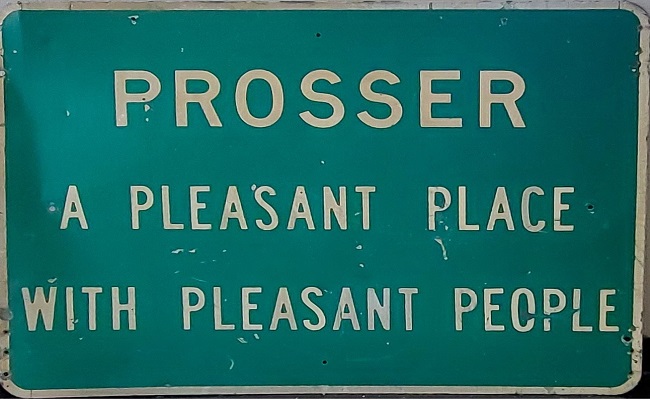 PROSSER
A PLEASANT PLACE
WITH PLEASANT PEOPLE